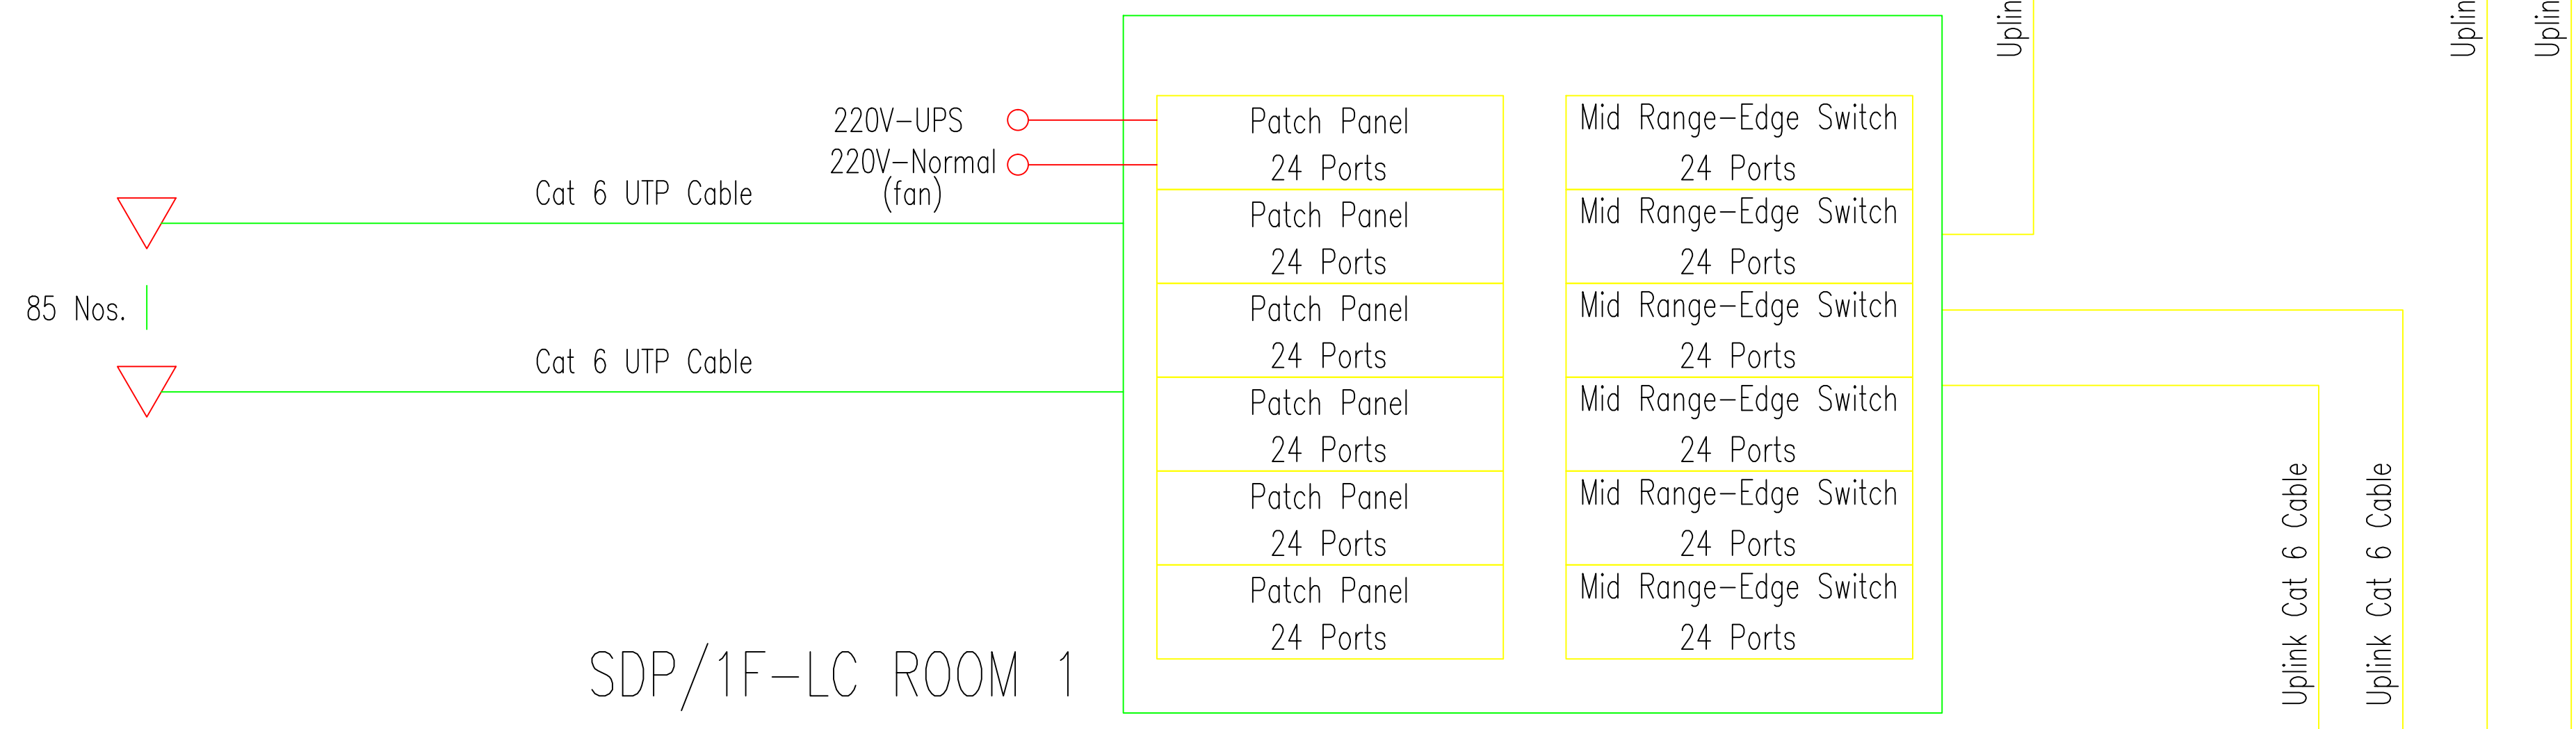 220V-UPS
220V-Normal
(fan)
Cat 6 UTP Cable
85 Nos.
Cat 6 UTP Cable
SDP/1F-LC ROOM 1
Patch Panel
24 Ports
Patch Panel
24 Ports
Patch Panel
24 Ports
Patch Panel
24 Ports
Patch Panel
24 Ports
Patch Panel
24 Ports
Mid Range-Edge Switch
24 Ports
Mid Range-Edge Switch
24 Ports
Mid Range-Edge Switch
24 Ports
Mid Range-Edge Switch
24 Ports
Mid Range-Edge Switch
24 Ports
Mid Range-Edge Switch
24 Ports
Uplin
Uplink Cat 6 Cable
Uplink Cat 6 Cable
Uplin
Uplin